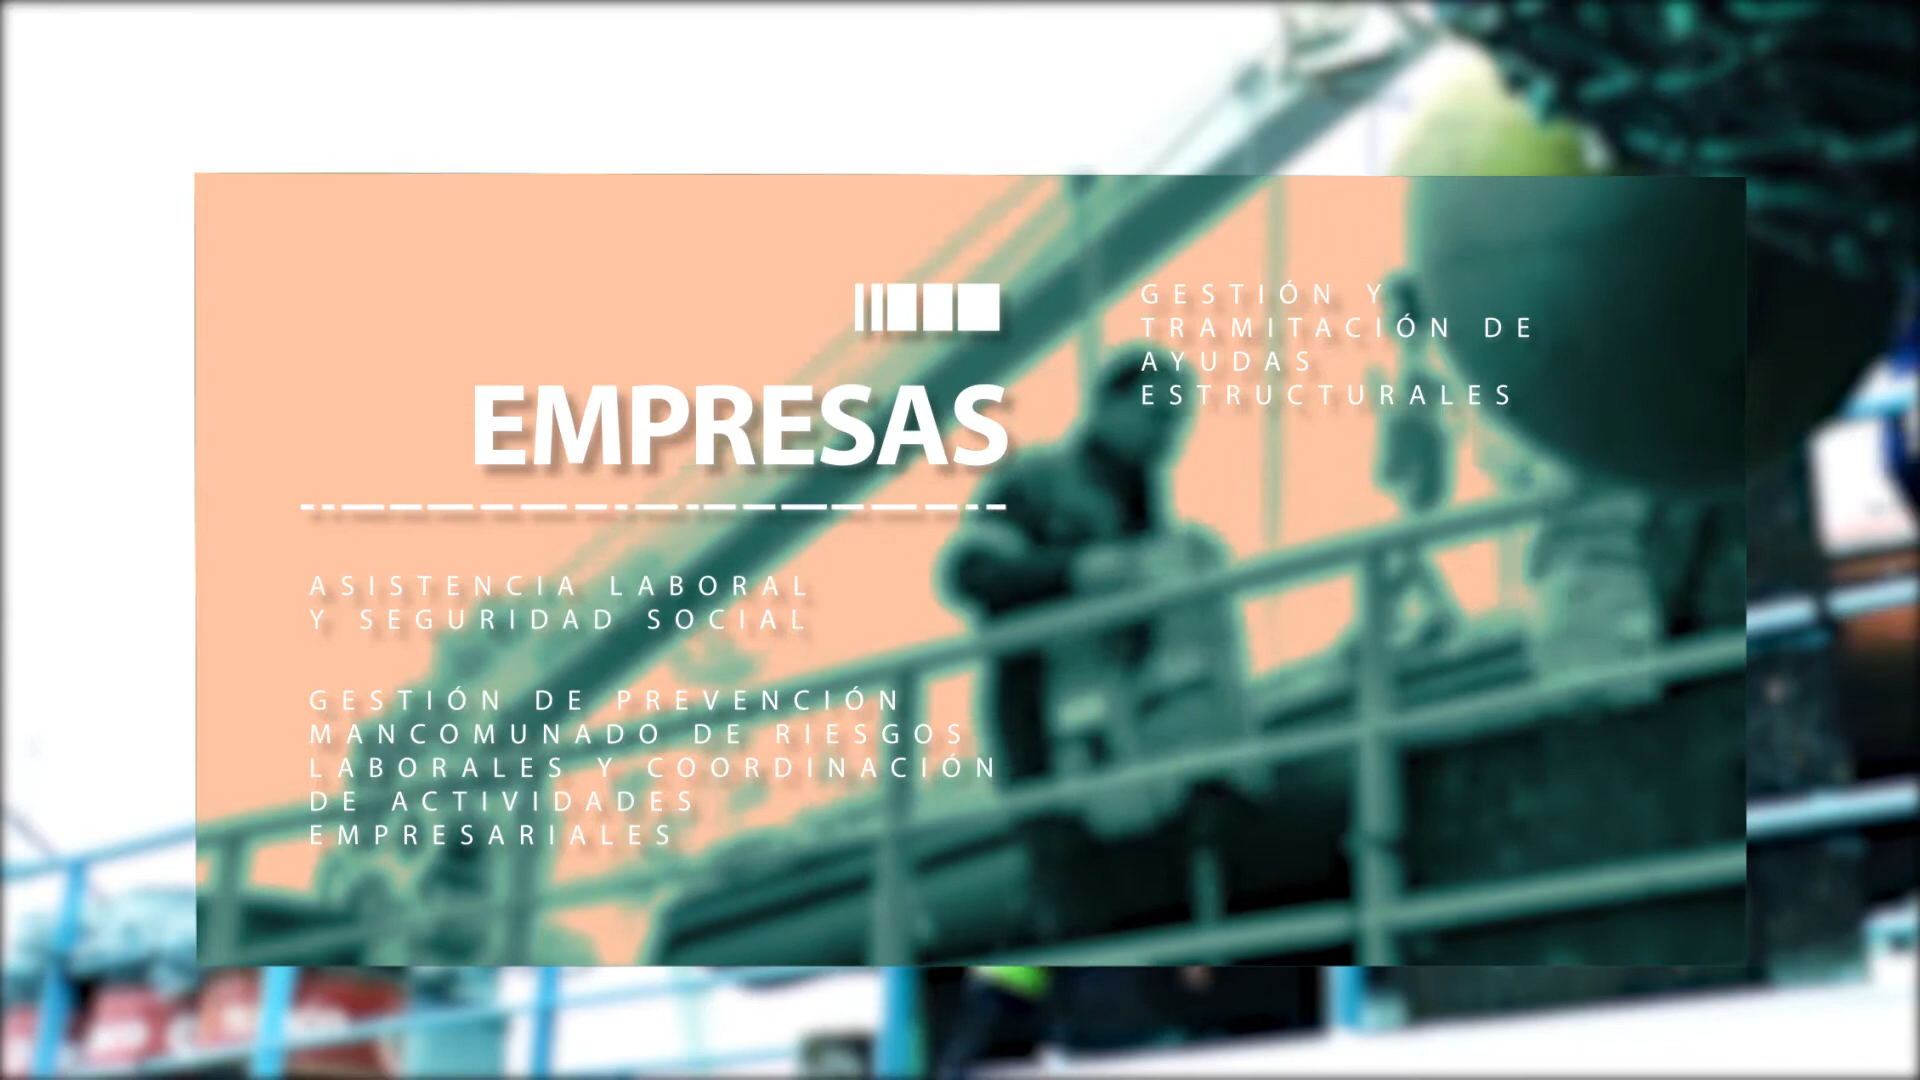 EMPRESAS
ASISTENCIA LABORAL
Y SEGURIDAD SOCIAL
GESTIÓN DE PREVENCIÓN
MANCOMUNADO DE RIESGOS
LABORALES Y COORDINACIÓN
DE ACTIVIDADES
EMPRESARIALES
GESTIÓN Y
TRAMITACIÓN DE
AYUDAS
ESTRUCTURALES